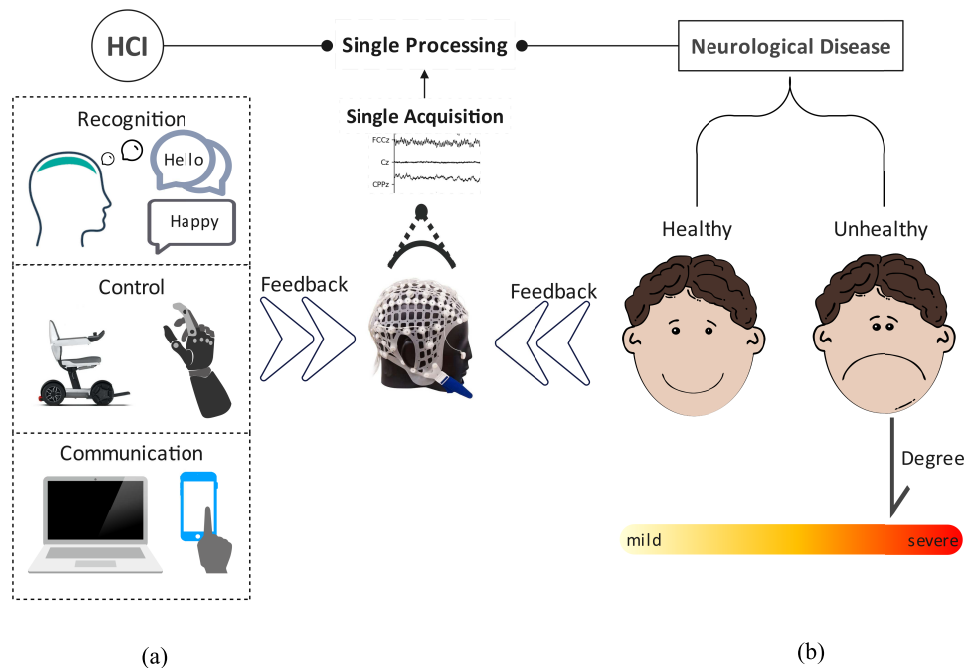 HCI
Single Processing
Neurological Disease
Recognition
Hello
Happy
Single Acquisition
FCCz
Cz
CPPz
Healthy
Unhealthy
Control
Feedback
Feedback
Communication
Degree
mild
severe
(a)
(b)